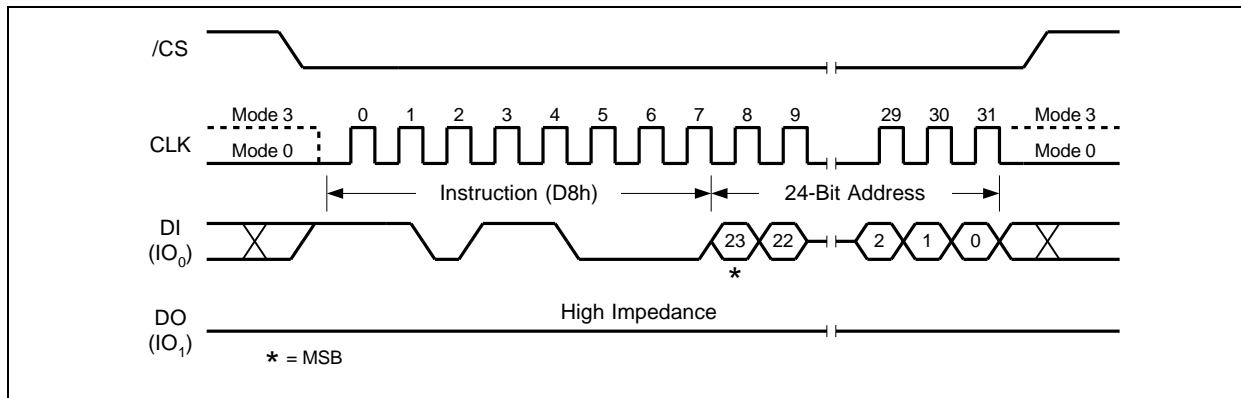 /CS
Mode 3 0 1 2 3 4 5 6 7 8 9 29 30 31 Mode 3
CLK
Mode 0 Mode 0
Instruction (D8h) 24-Bit Address
DI
(IO0)
23 22 2 1 0
*
High Impedance
DO
(IO1)
* = MSB